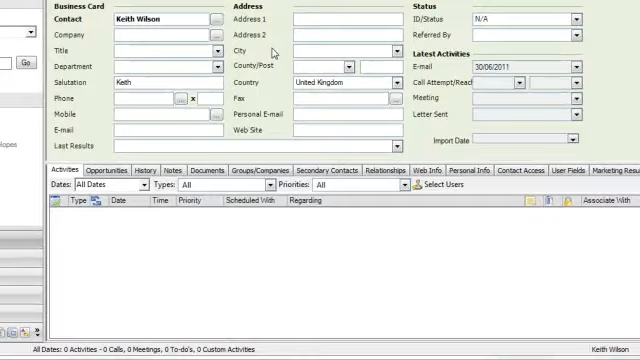 Business Card
Address
Status
Contact Keith Wilson ...
Address 1
ID/Status N/A
Company ...
Address 2
Referred By
Title
City
Latest Activities
Department
County/Post
E-mail 30/06/2011
Salutation Keith
Country United Kingdom
Call Attempt/Reach
Phone ... x
Fax ...
Meeting
Mobile ...
Personal E-mail
Letter Sent
E-mail
Web Site
Import Date
Last Results
Go
elopes
Activities Opportunities History Notes Documents Groups/Companies Secondary Contacts Relationships Web Info Personal Info Contact Access User Fields Marketing Resu
Dates: All Dates Types: All Priorities: All Select Users
Type Date Time Priority Scheduled With Regarding Associate With
All Dates: 0 Activities - 0 Calls, 0 Meetings, 0 To-do's, 0 Custom Activities
Keith Wilson